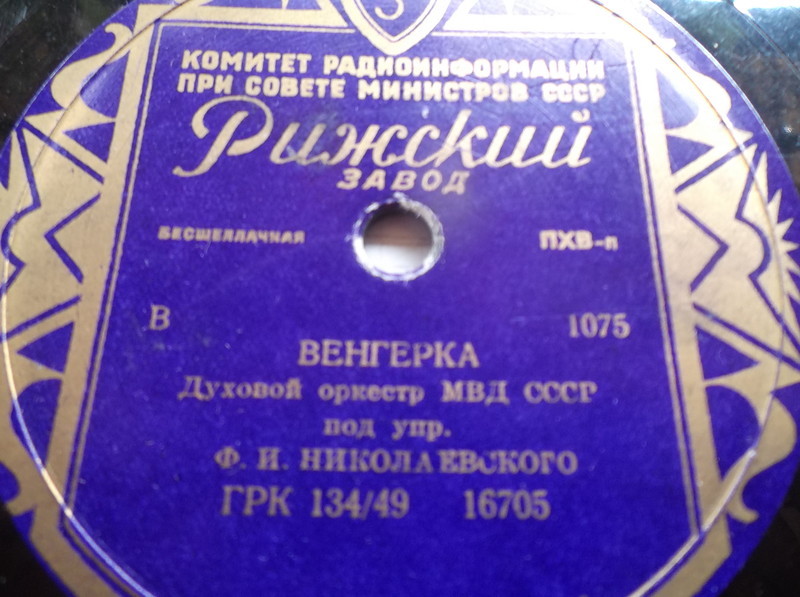 КОМИТЕТ РАДИОИНФОРМАЦИИ
ПРИ СОВЕТЕ МИНИСТРОВ СССР
Рижский
ЗАВОД
БЕСШЕЛЛАЧНАЯ ПХВ-п
В 1075
ВЕНГЕРКА
Духовой оркестр МВД СССР
под упр.
Ф. И. НИКОЛАЕВСКОГО
ГРК 134/49 16705